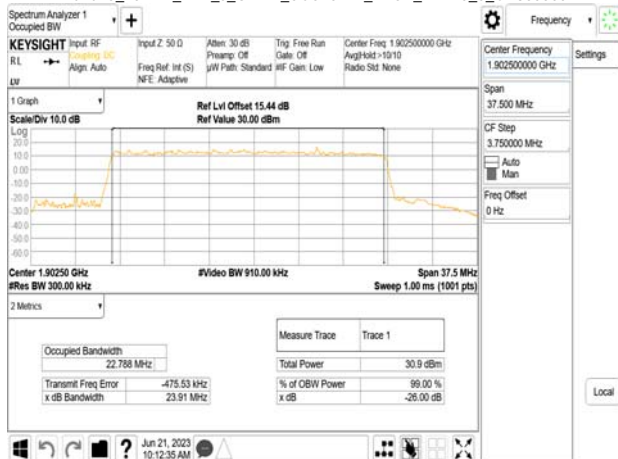 Spectrum Analyzer 1
Occupied BW
KEYSIGHT
RL
Input: RF
Coupling: DC
Align: Auto
Input Z: 50 Ω
Freq Ref: Int (S)
NFE: Adaptive
Atten: 30 dB
Preamp: Off
µW Path: Standard
Trig: Free Run
Gate: Off
#IF Gain: Low
Center Freq: 1.902500000 GHz
Avg|Hold:>10/10
Radio Std: None
1 Graph
Scale/Div 10.0 dB
Ref Lvl Offset 15.44 dB
Ref Value 30.00 dBm
Log
20.0
10.0
0.00
-10.0
-20.0
-30.0
-40.0
-50.0
-60.0
Center 1.90250 GHz
#Res BW 300.00 kHz
#Video BW 910.00 kHz
Span 37.5 MHz
Sweep 1.00 ms (1001 pts)
2 Metrics
Measure Trace Trace 1
Occupied Bandwidth
22.788 MHz
Total Power 30.9 dBm
Transmit Freq Error -475.53 kHz
% of OBW Power 99.00 %
x dB Bandwidth 23.91 MHz
x dB -26.00 dB
Jun 21, 2023
10:12:35 AM
?
Frequency
Settings
Center Frequency
1.902500000 GHz
Span
37.500 MHz
CF Step
3.750000 MHz
Auto
Man
Freq Offset
0 Hz
Local